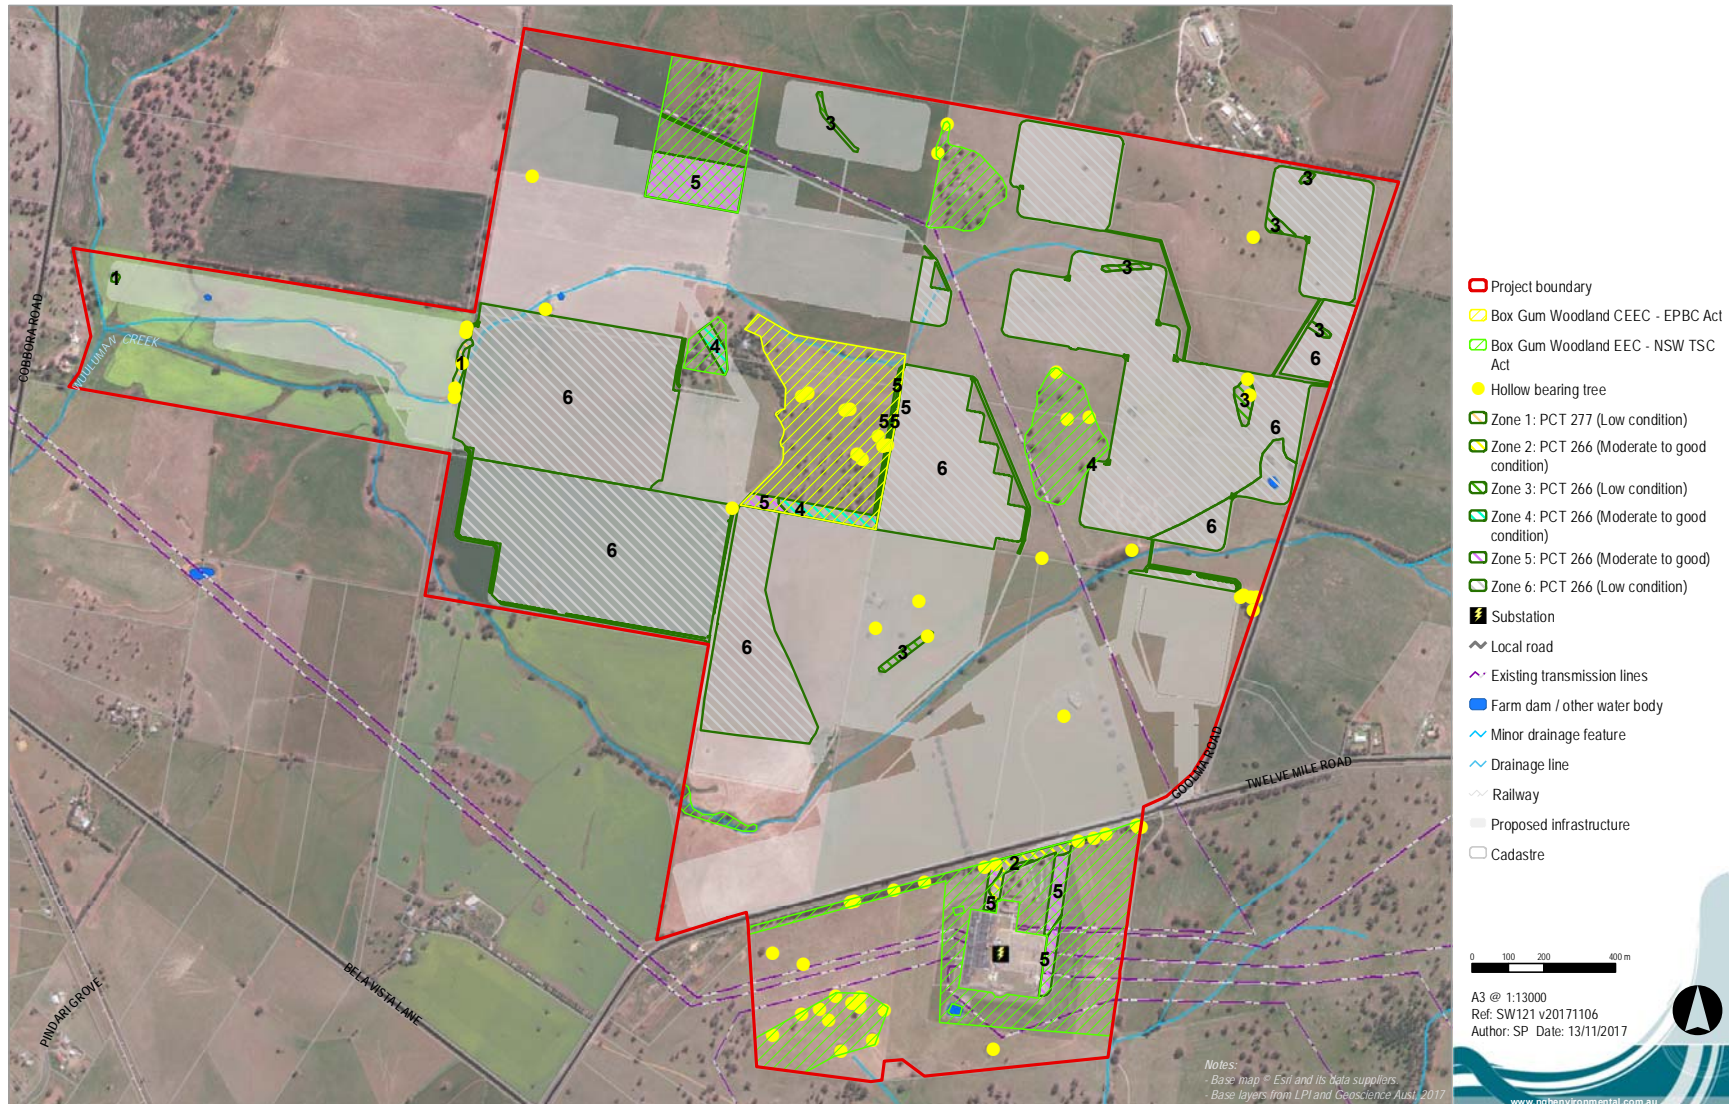 3
5
3
3
1
3
COBBORA ROAD
WUULUMAN CREEK
3
4
6
1
5
6
5
3
55
6
6
4
5
4
6
6
3
6
GOOLMA ROAD
TWELVE MILE ROAD
2
5
5
5
BELA VISTA LANE
PINDARI GROVE
Notes:
- Base map © Esri and its data suppliers.
- Base layers from LPI and Geoscience Aust. 2017
Project boundary
Box Gum Woodland CEEC - EPBC Act
Box Gum Woodland EEC - NSW TSC
Act
Hollow bearing tree
Zone 1: PCT 277 (Low condition)
Zone 2: PCT 266 (Moderate to good
condition)
Zone 3: PCT 266 (Low condition)
Zone 4: PCT 266 (Moderate to good
condition)
Zone 5: PCT 266 (Moderate to good)
Zone 6: PCT 266 (Low condition)
Substation
Local road
Existing transmission lines
Farm dam / other water body
Minor drainage feature
Drainage line
Railway
Proposed infrastructure
Cadastre
0 100 200 400 m
A3 @ 1:13000
Ref: SW121 v20171106
Author: SP Date: 13/11/2017
www.nghenvironmental.com.au